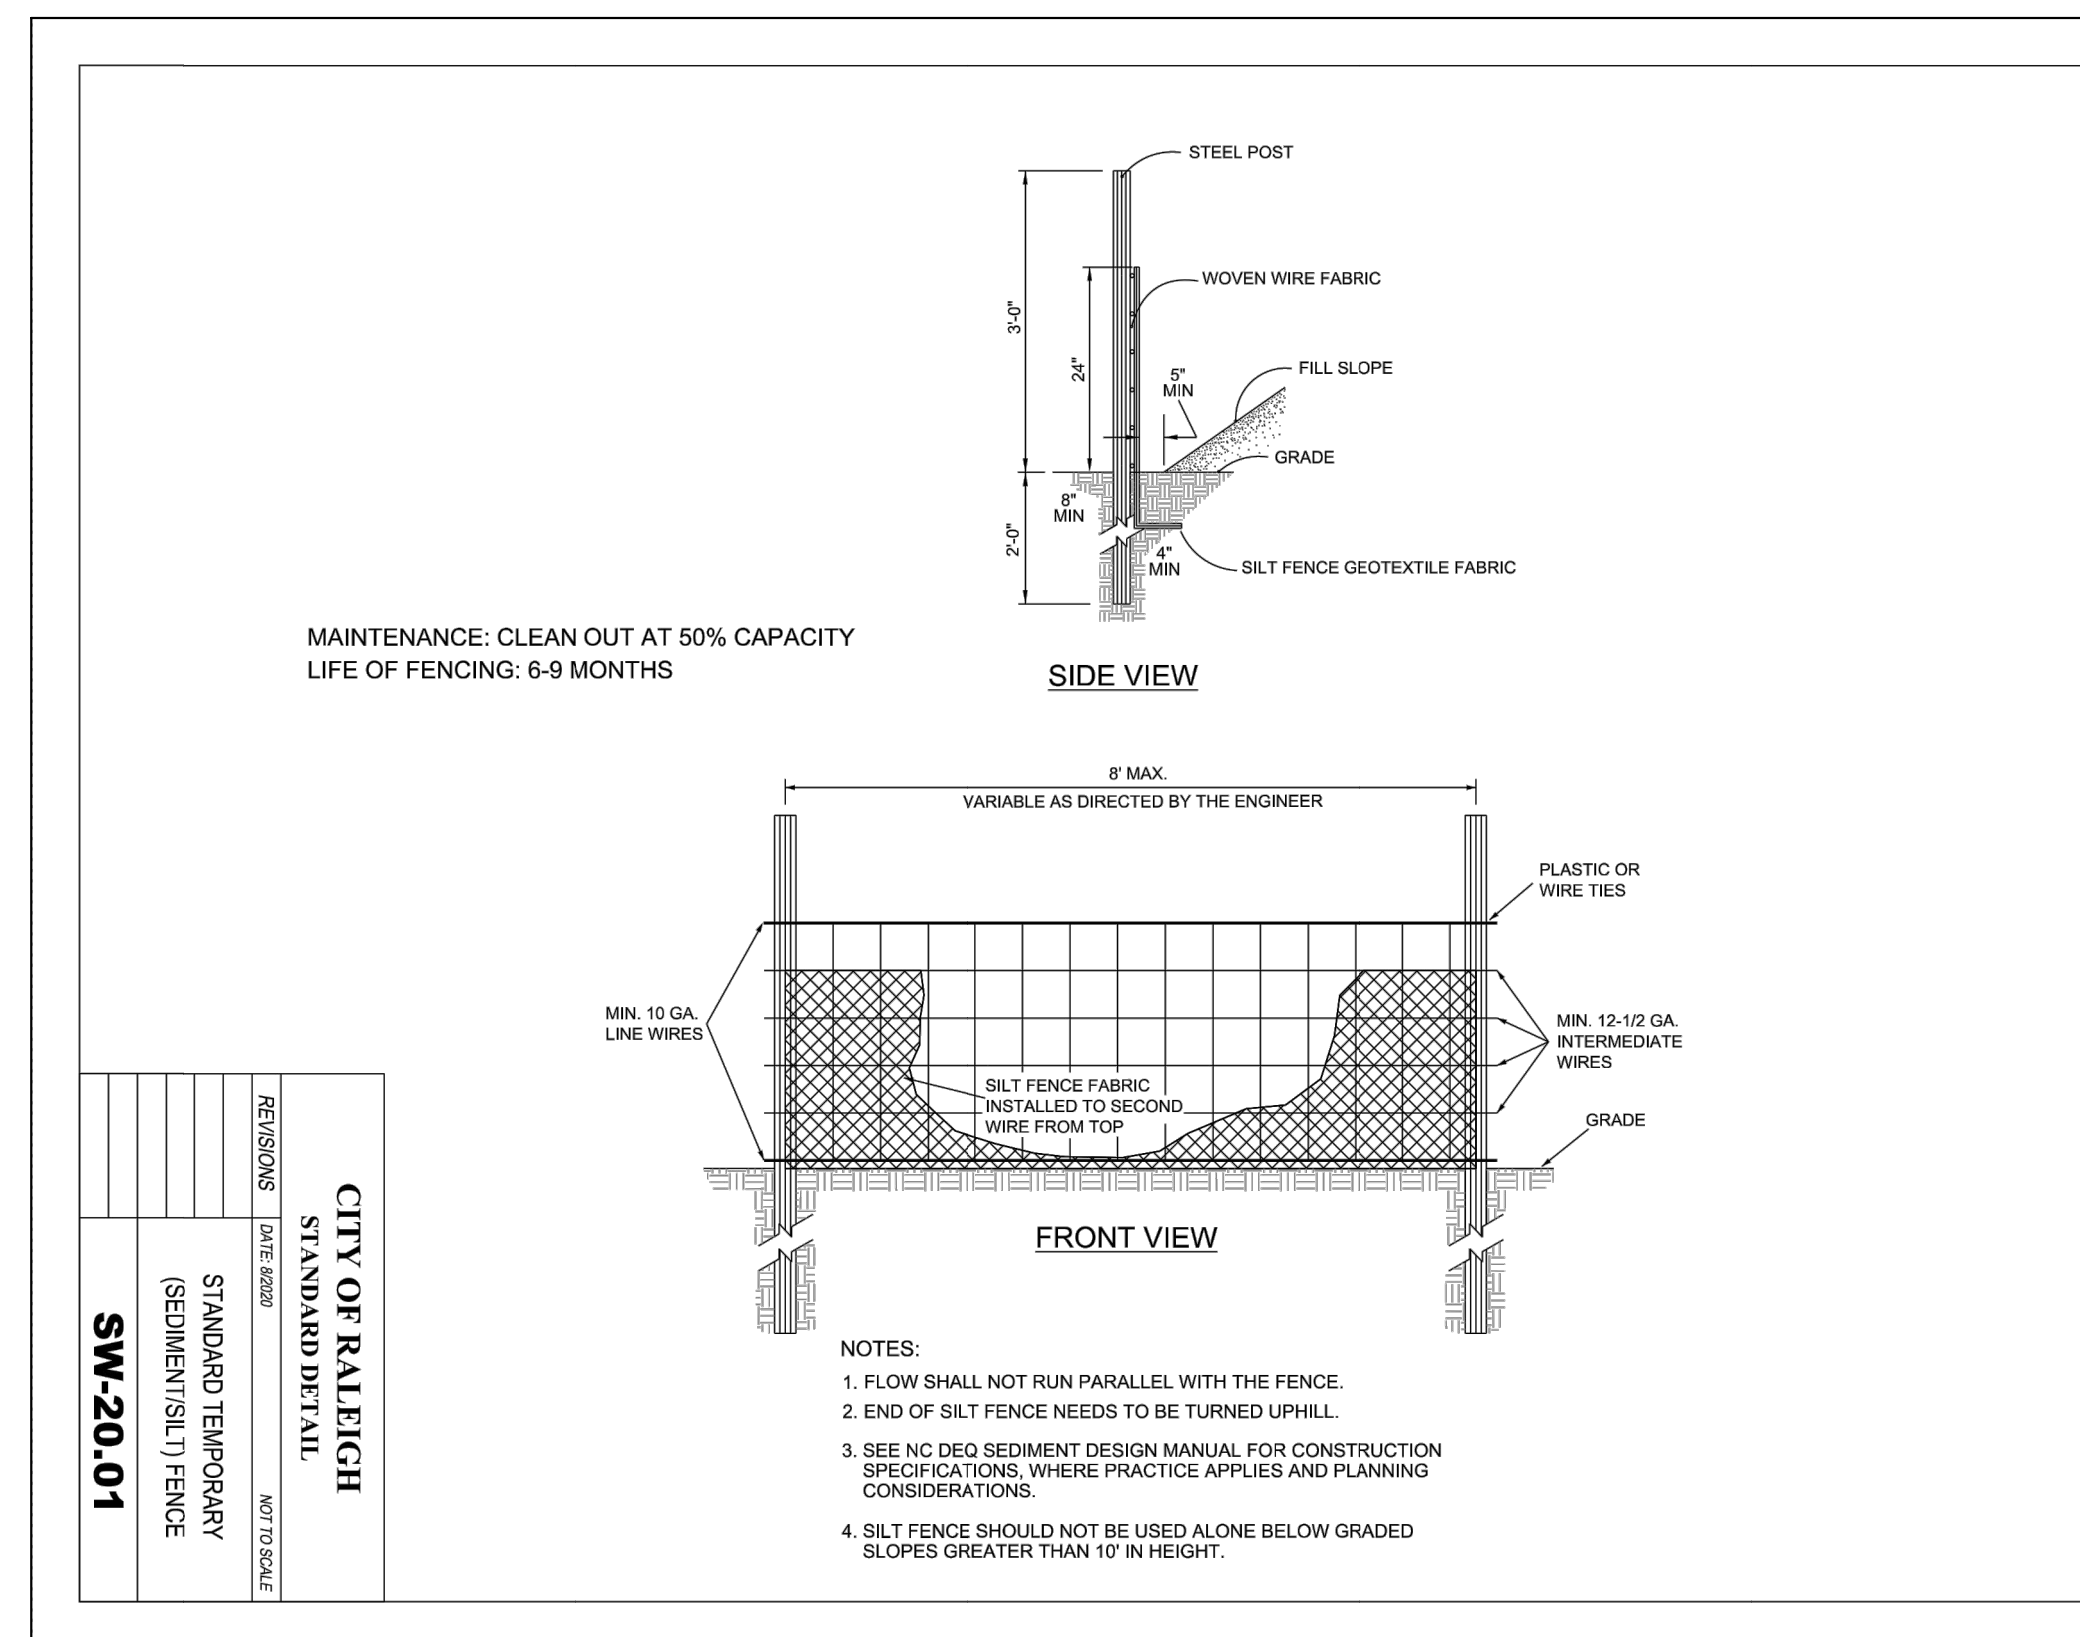 STEEL POST
WOVEN WIRE FABRIC
3'-0"
24"
5"
MIN
FILL SLOPE
GRADE
8"
MIN
2'-0"
4"
MIN
SILT FENCE GEOTEXTILE FABRIC
MAINTENANCE: CLEAN OUT AT 50% CAPACITY
LIFE OF FENCING: 6-9 MONTHS
SIDE VIEW
8' MAX.
VARIABLE AS DIRECTED BY THE ENGINEER
PLASTIC OR
WIRE TIES
MIN. 10 GA.
LINE WIRES
MIN. 12-1/2 GA.
INTERMEDIATE
WIRES
SILT FENCE FABRIC
INSTALLED TO SECOND
WIRE FROM TOP
GRADE
FRONT VIEW
NOTES:
1. FLOW SHALL NOT RUN PARALLEL WITH THE FENCE.
2. END OF SILT FENCE NEEDS TO BE TURNED UPHILL.
3. SEE NC DEQ SEDIMENT DESIGN MANUAL FOR CONSTRUCTION
SPECIFICATIONS, WHERE PRACTICE APPLIES AND PLANNING
CONSIDERATIONS.
4. SILT FENCE SHOULD NOT BE USED ALONE BELOW GRADED
SLOPES GREATER THAN 10' IN HEIGHT.
CITY OF RALEIGH
STANDARD DETAIL
REVISIONS
DATE: 8/2020
NOT TO SCALE
STANDARD TEMPORARY
(SEDIMENT/SILT) FENCE
SW-20.01